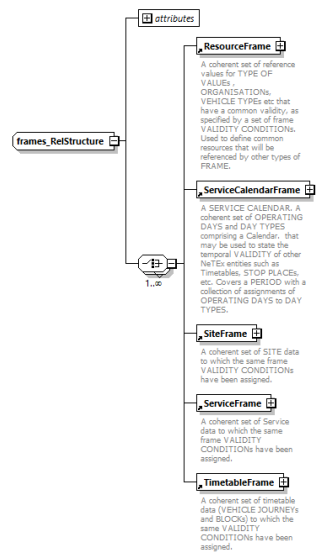 attributes
ResourceFrame
A coherent set of reference
values for TYPE OF
VALUEs ,
ORGANISATIONs,
VEHICLE TYPEs etc that
have a common validity, as
specified by a set of frame
VALIDITY CONDITIONs.
Used to define common
resources that will be
referenced by other types of
FRAME.
frames_RelStructure
ServiceCalendarFrame
A SERVICE CALENDAR. A
coherent set of OPERATING
DAYS and DAY TYPES
comprising a Calendar,  that
may be used to state the
temporal VALIDITY of other
NeTEx entities such as
Timetables, STOP PLACEs,
etc. Covers a PERIOD with a
collection of assignments of
OPERATING DAYS to DAY
TYPES.
1..∞
SiteFrame
A coherent set of SITE data
to which the same frame
VALIDITY CONDITIONs
have been assigned.
ServiceFrame
A coherent set of Service
data to which the same
frame VALIDITY
CONDITIONs have been
assigned.
TimetableFrame
A coherent set of timetable
data (VEHICLE JOURNEYs
and BLOCKs) to which the
same VALIDITY
CONDITIONs have been
assigned.